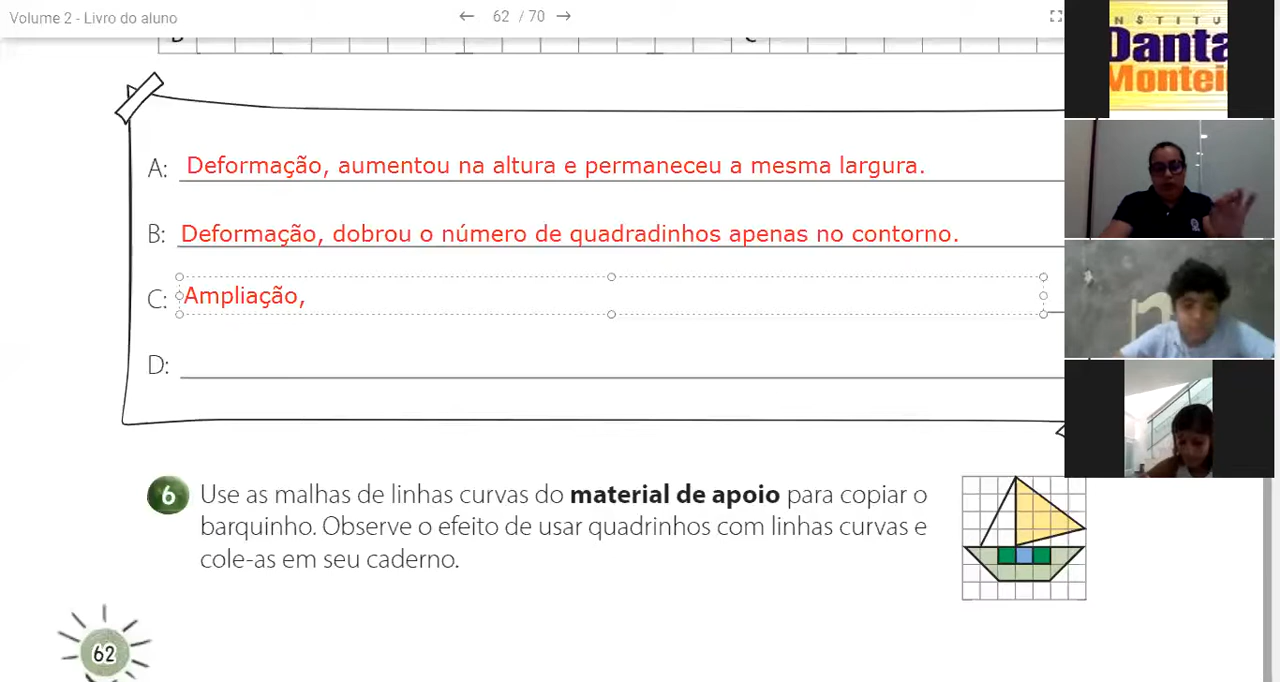 Volume 2 - Livro do aluno
← 62 / 70 →
INSTITU
Danta
Montei
A: Deformação, aumentou na altura e permaneceu a mesma largura.
B: Deformação, dobrou o número de quadradinhos apenas no contorno.
C: Ampliação,
D:
6 Use as malhas de linhas curvas do material de apoio para copiar o
barquinho. Observe o efeito de usar quadrinhos com linhas curvas e
cole-as em seu caderno.
62